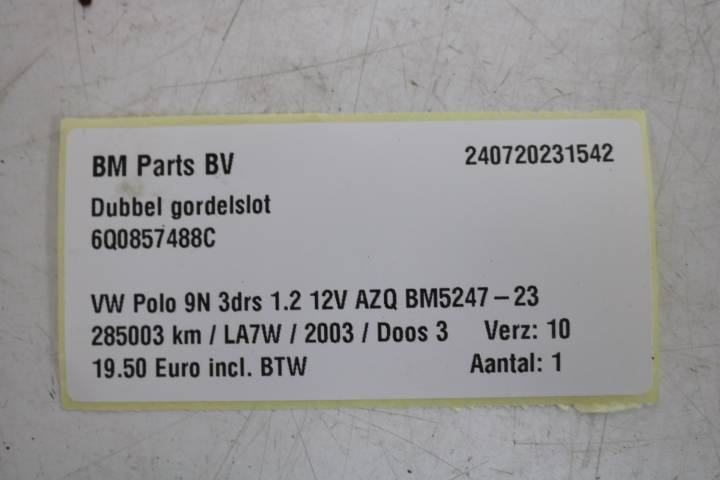 BM Parts BV 240720231542
Dubbel gordelslot
6Q0857488C
VW Polo 9N 3drs 1.2 12V AZQ BM5247 – 23
285003 km / LA7W / 2003 / Doos 3 Verz: 10
19.50 Euro incl. BTW Aantal: 1